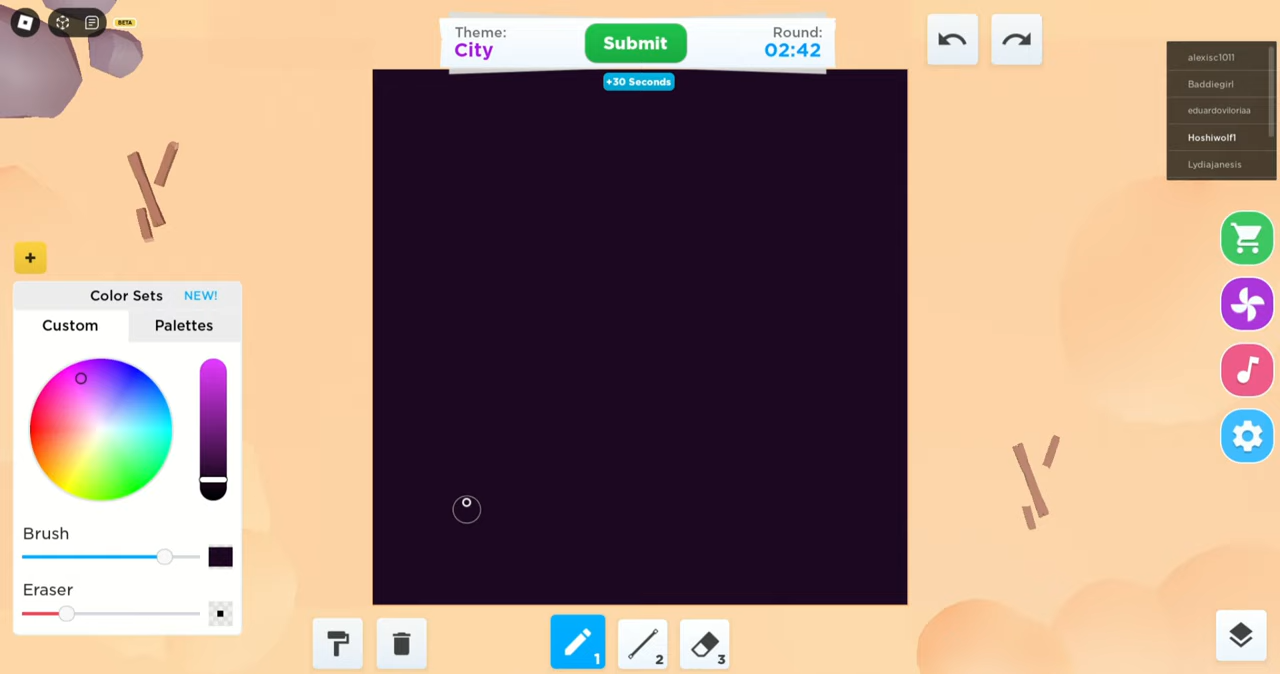 BETA
Theme:
City
Submit
Round:
02:42
+30 Seconds
alexisc1011
Baddiegirl
eduardoviloriaa
Hoshiwolf1
Lydiajanesis
+
Color Sets NEW!
Custom Palettes
Brush
Eraser
1
2
3